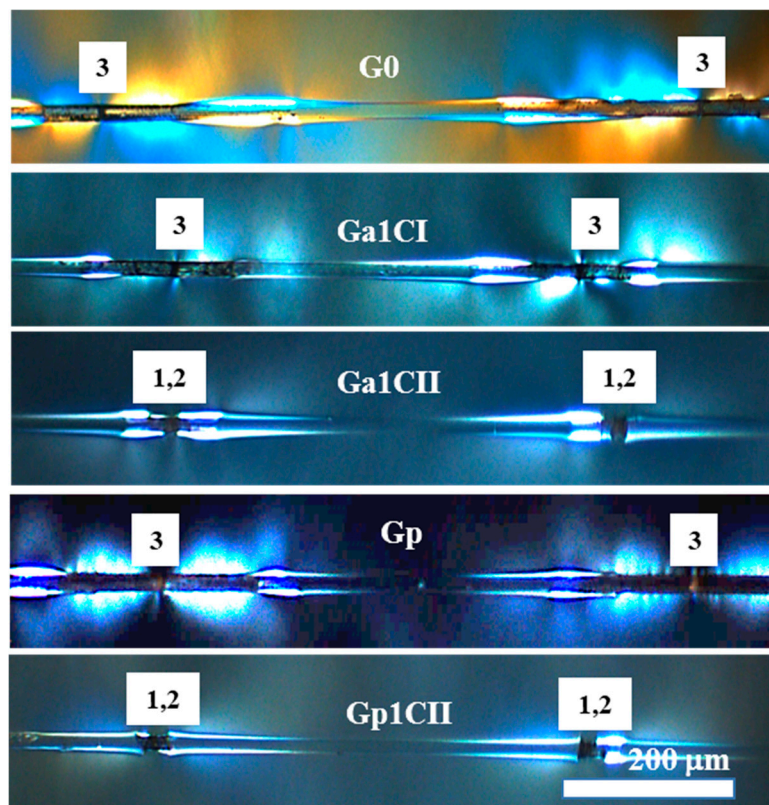 3 G0 3
3 Ga1CI 3
1,2 Ga1CII 1,2
3 Gp 3
1,2 Gp1CII 1,2
200 µm